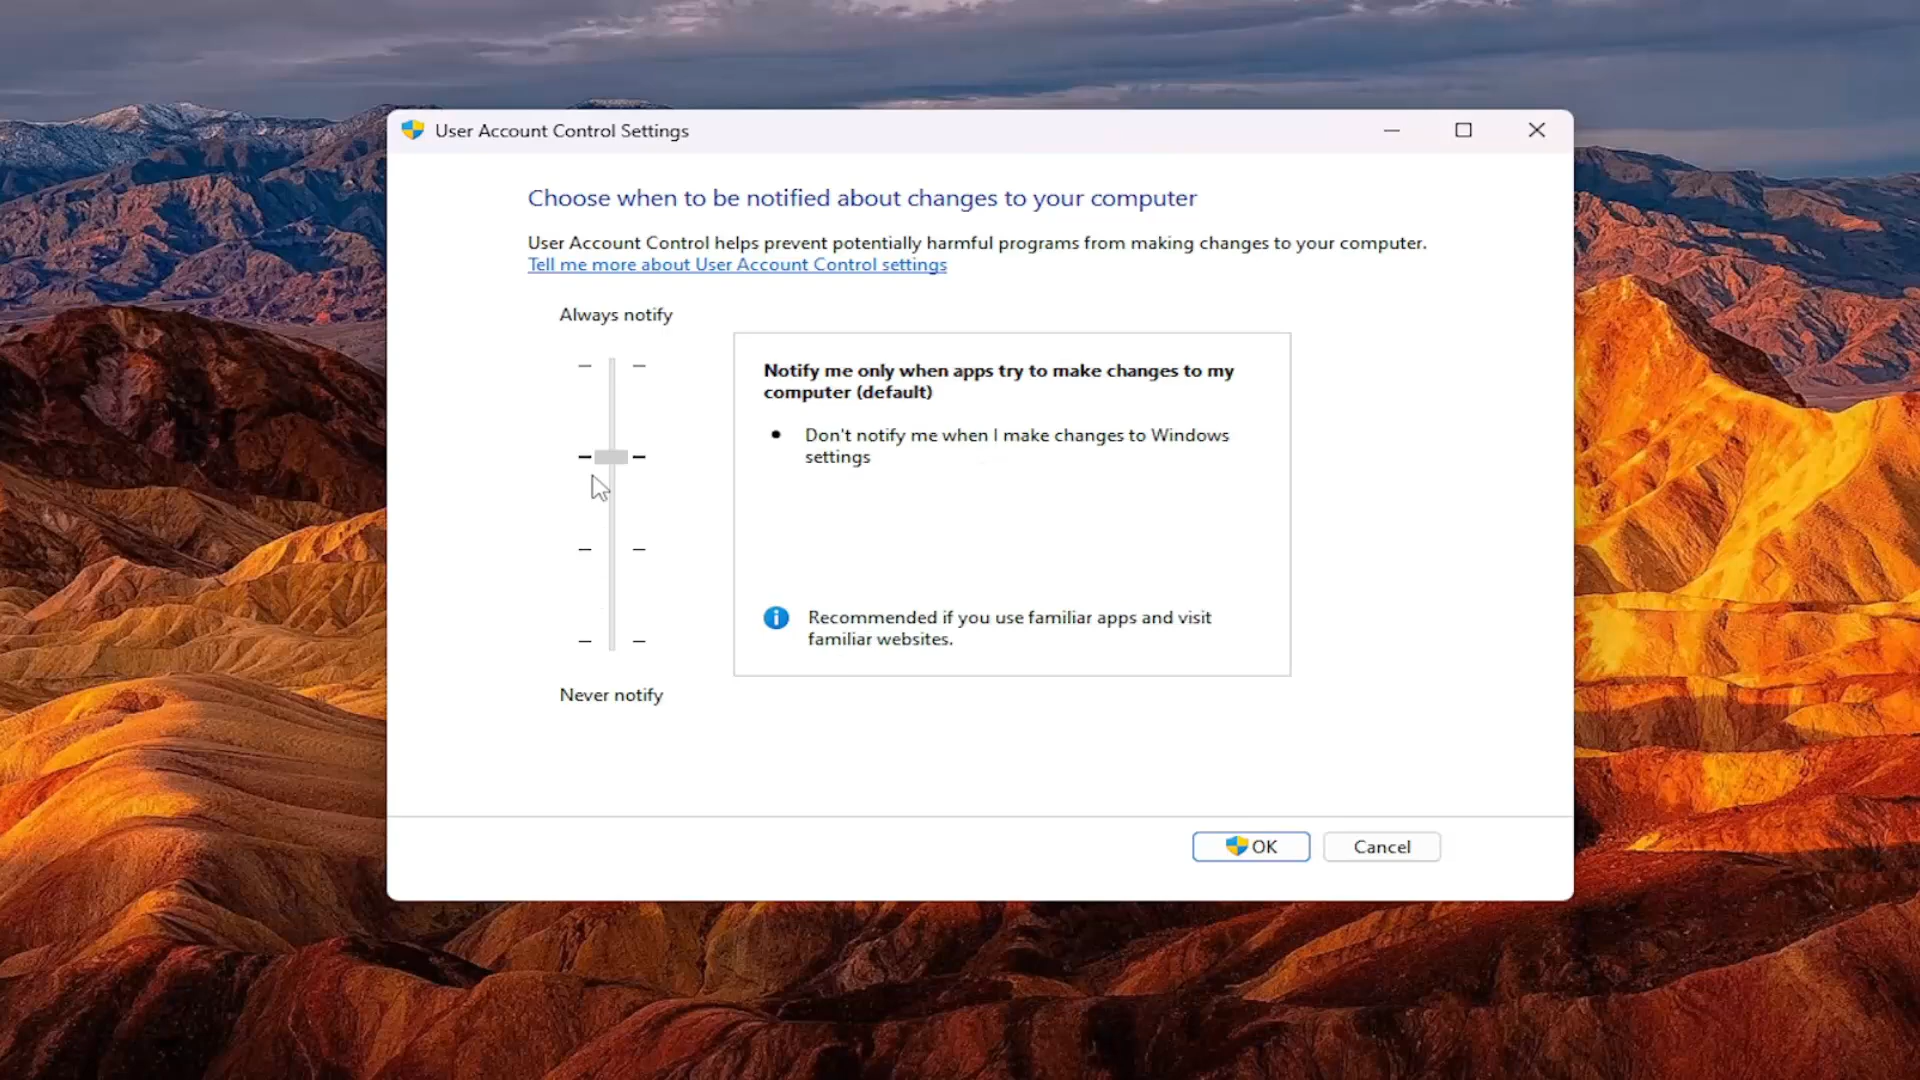 User Account Control Settings
Choose when to be notified about changes to your computer
User Account Control helps prevent potentially harmful programs from making changes to your computer.
Tell me more about User Account Control settings
Always notify
Notify me only when apps try to make changes to my
computer (default)
Don't notify me when I make changes to Windows
settings
Recommended if you use familiar apps and visit
familiar websites.
Never notify
OK
Cancel